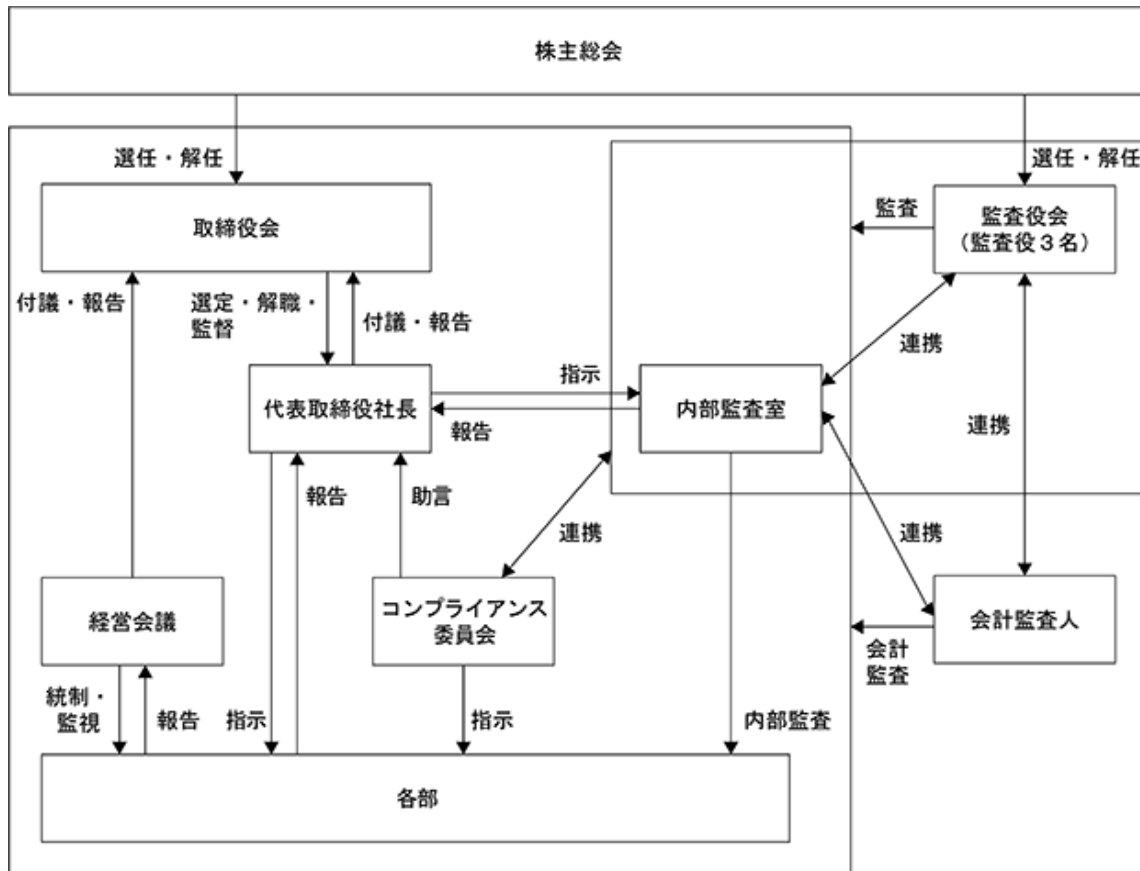 株主総会
選任・解任
選任・解任
取締役会
監査
監査役会
（監査役３名）
付議・報告
選定・解職・
監督
付議・報告
連携
指示
代表取締役社長
内部監査室
報告
連携
報告
助言
連携
連携
経営会議
コンプライアンス
委員会
会計監査人
会計
監査
統制・
監視
報告
指示
指示
内部監査
各部